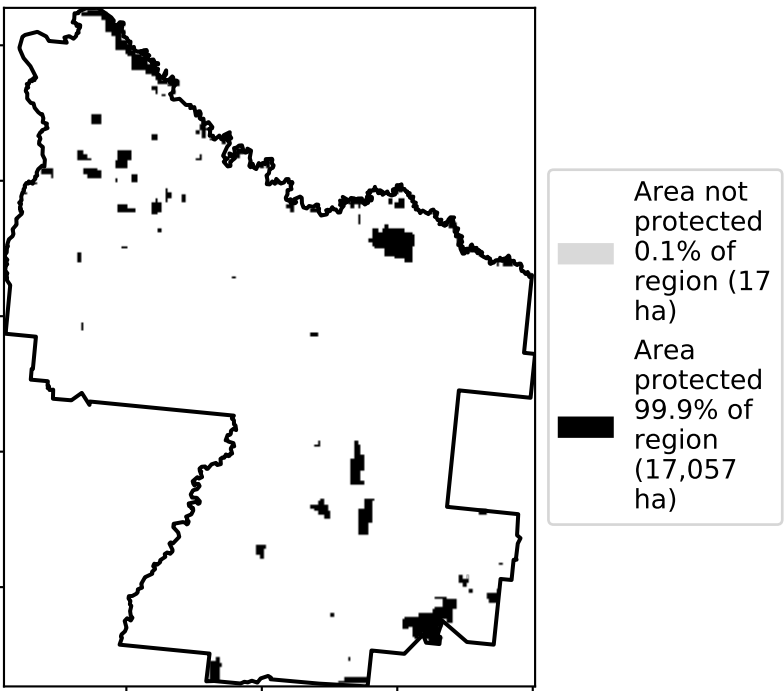 Area not
protected
0.1% of
region (17
ha)
Area
protected
99.9% of
region
(17,057
ha)